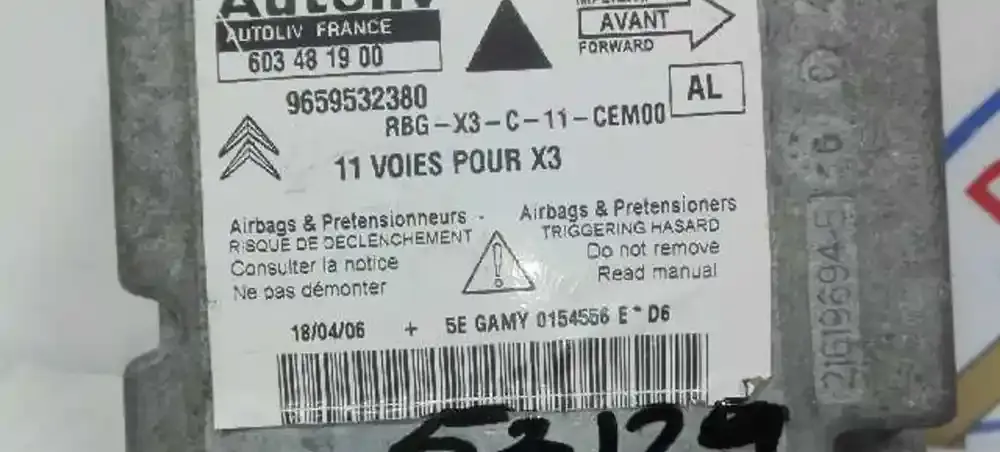 Autoliv
AUTOLIV FRANCE
603 48 19 00
AVANT
FORWARD
9659532380
AL
RBG-X3-C-11-CEM00
11 VOIES POUR X3
Airbags & Pretensionneurs -
RISQUE DE DECLENCHEMENT
Consulter la notice
Ne pas démonter
Airbags & Pretensioners
TRIGGERING HASARD
Do not remove
Read manual
!
18/04/06 + 5E GAMY 0154556 E * D6
53129